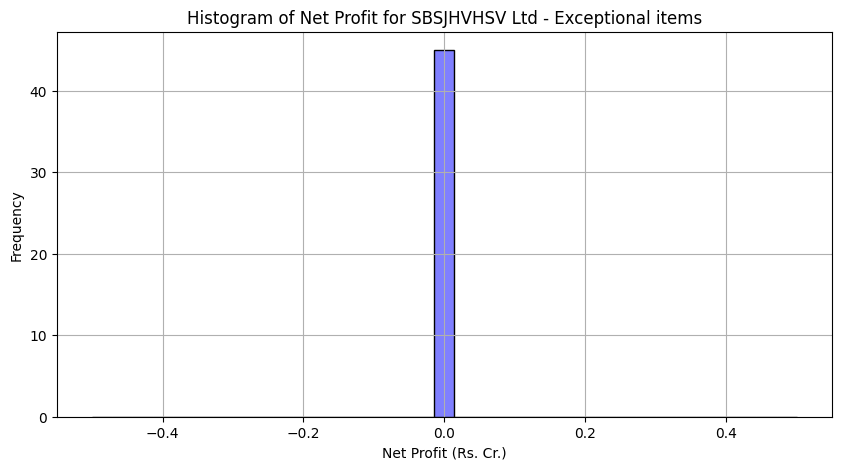 Histogram of Net Profit for SBSJHVHSV Ltd - Exceptional items
Frequency
40
30
20
10
0
−0.4 −0.2 0.0 0.2 0.4
Net Profit (Rs. Cr.)